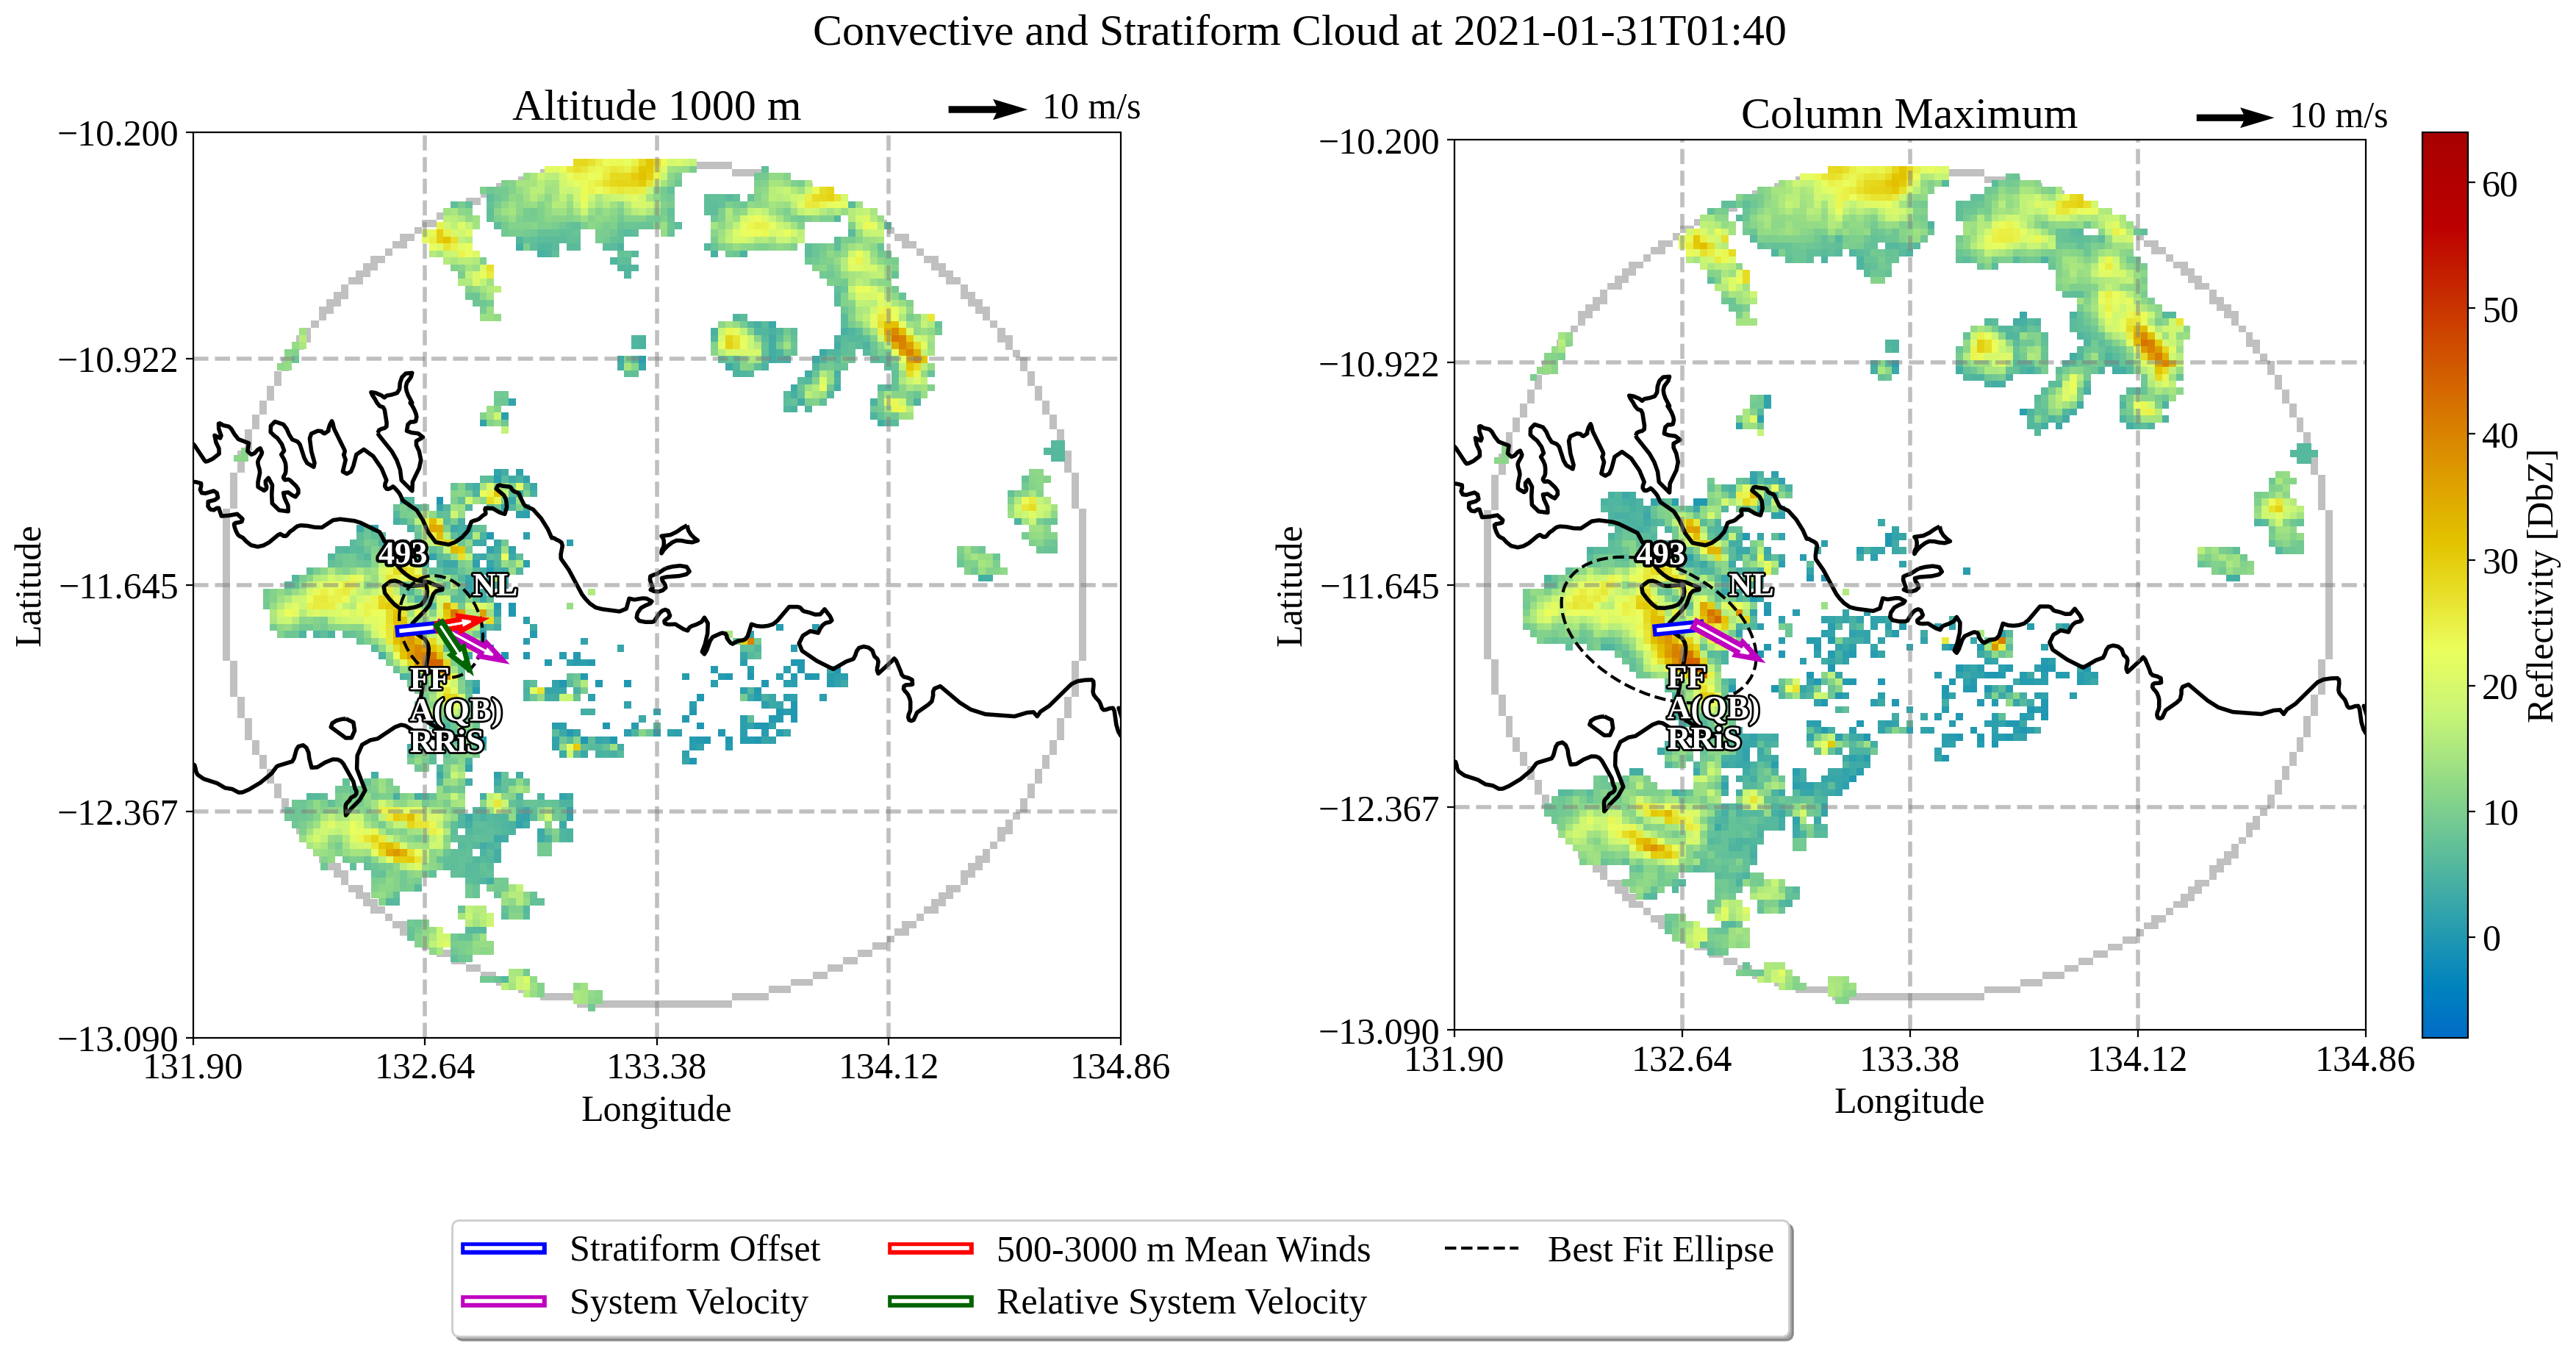 Convective and Stratiform Cloud at 2021-01-31T01:40
Altitude 1000 m
10 m/s
−10.200
−10.922
−11.645
−12.367
−13.090
131.90
132.64
133.38
134.12
134.86
Latitude
Longitude
493
NL
FF
A(QB)
RRiS
Column Maximum
10 m/s
−10.200
−10.922
−11.645
−12.367
−13.090
131.90
132.64
133.38
134.12
134.86
Latitude
Longitude
493
NL
FF
A(QB)
RRiS
60
50
40
30
20
10
0
Reflectivity [DbZ]
Stratiform Offset
System Velocity
500-3000 m Mean Winds
Relative System Velocity
Best Fit Ellipse